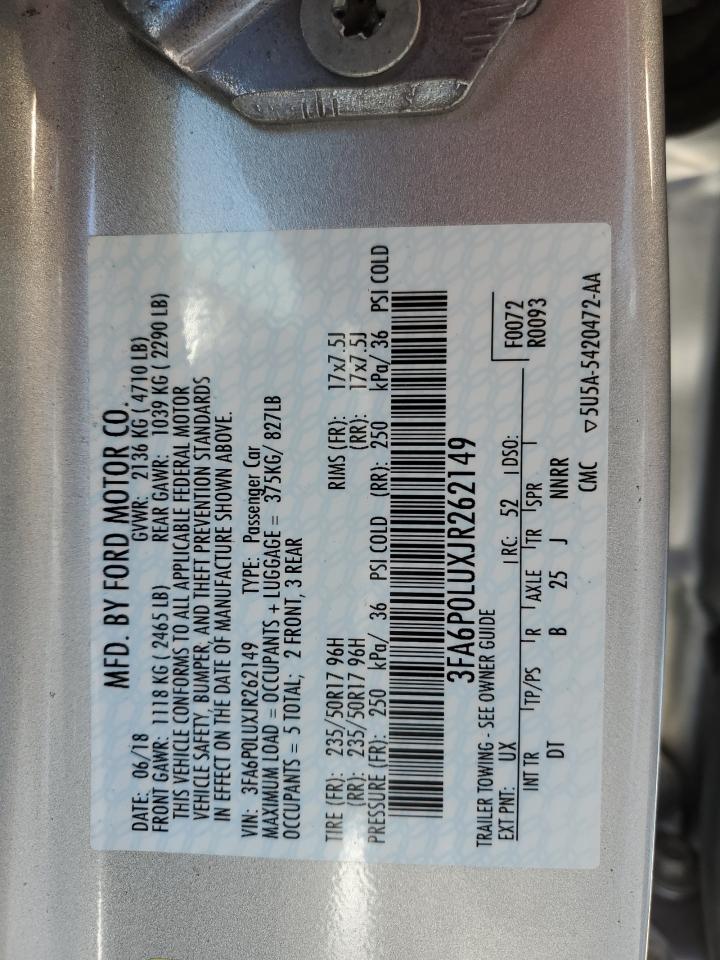 MFD. BY FORD MOTOR CO.
DATE: 06/18 GVWR: 2136 KG ( 4710 LB)
FRONT GAWR: 1118 KG ( 2465 LB) REAR GAWR: 1039 KG ( 2290 LB)
THIS VEHICLE CONFORMS TO ALL APPLICABLE FEDERAL MOTOR
VEHICLE SAFETY, BUMPER, AND THEFT PREVENTION STANDARDS
IN EFFECT ON THE DATE OF MANUFACTURE SHOWN ABOVE.
VIN: 3FA6P0LUXJR262149 TYPE: Passenger Car
MAXIMUM LOAD = OCCUPANTS + LUGGAGE = 375KG/ 827LB
OCCUPANTS = 5 TOTAL; 2 FRONT, 3 REAR
TIRE (FR): 235/50R17 96H RIMS (FR): 17x7.5J
(RR): 235/50R17 96H (RR): 17x7.5J
PRESSURE (FR): 250 kPa/ 36 PSI COLD (RR): 250 kPa/ 36 PSI COLD
3FA6P0LUXJR262149
TRAILER TOWING - SEE OWNER GUIDE F0072
EXT PNT: UX RC: 52 DSO: R0093
INT TR TP/PS R AXLE TR SPR
DT B 25 J NNRR
CMC ▽5U5A-5420472-AA